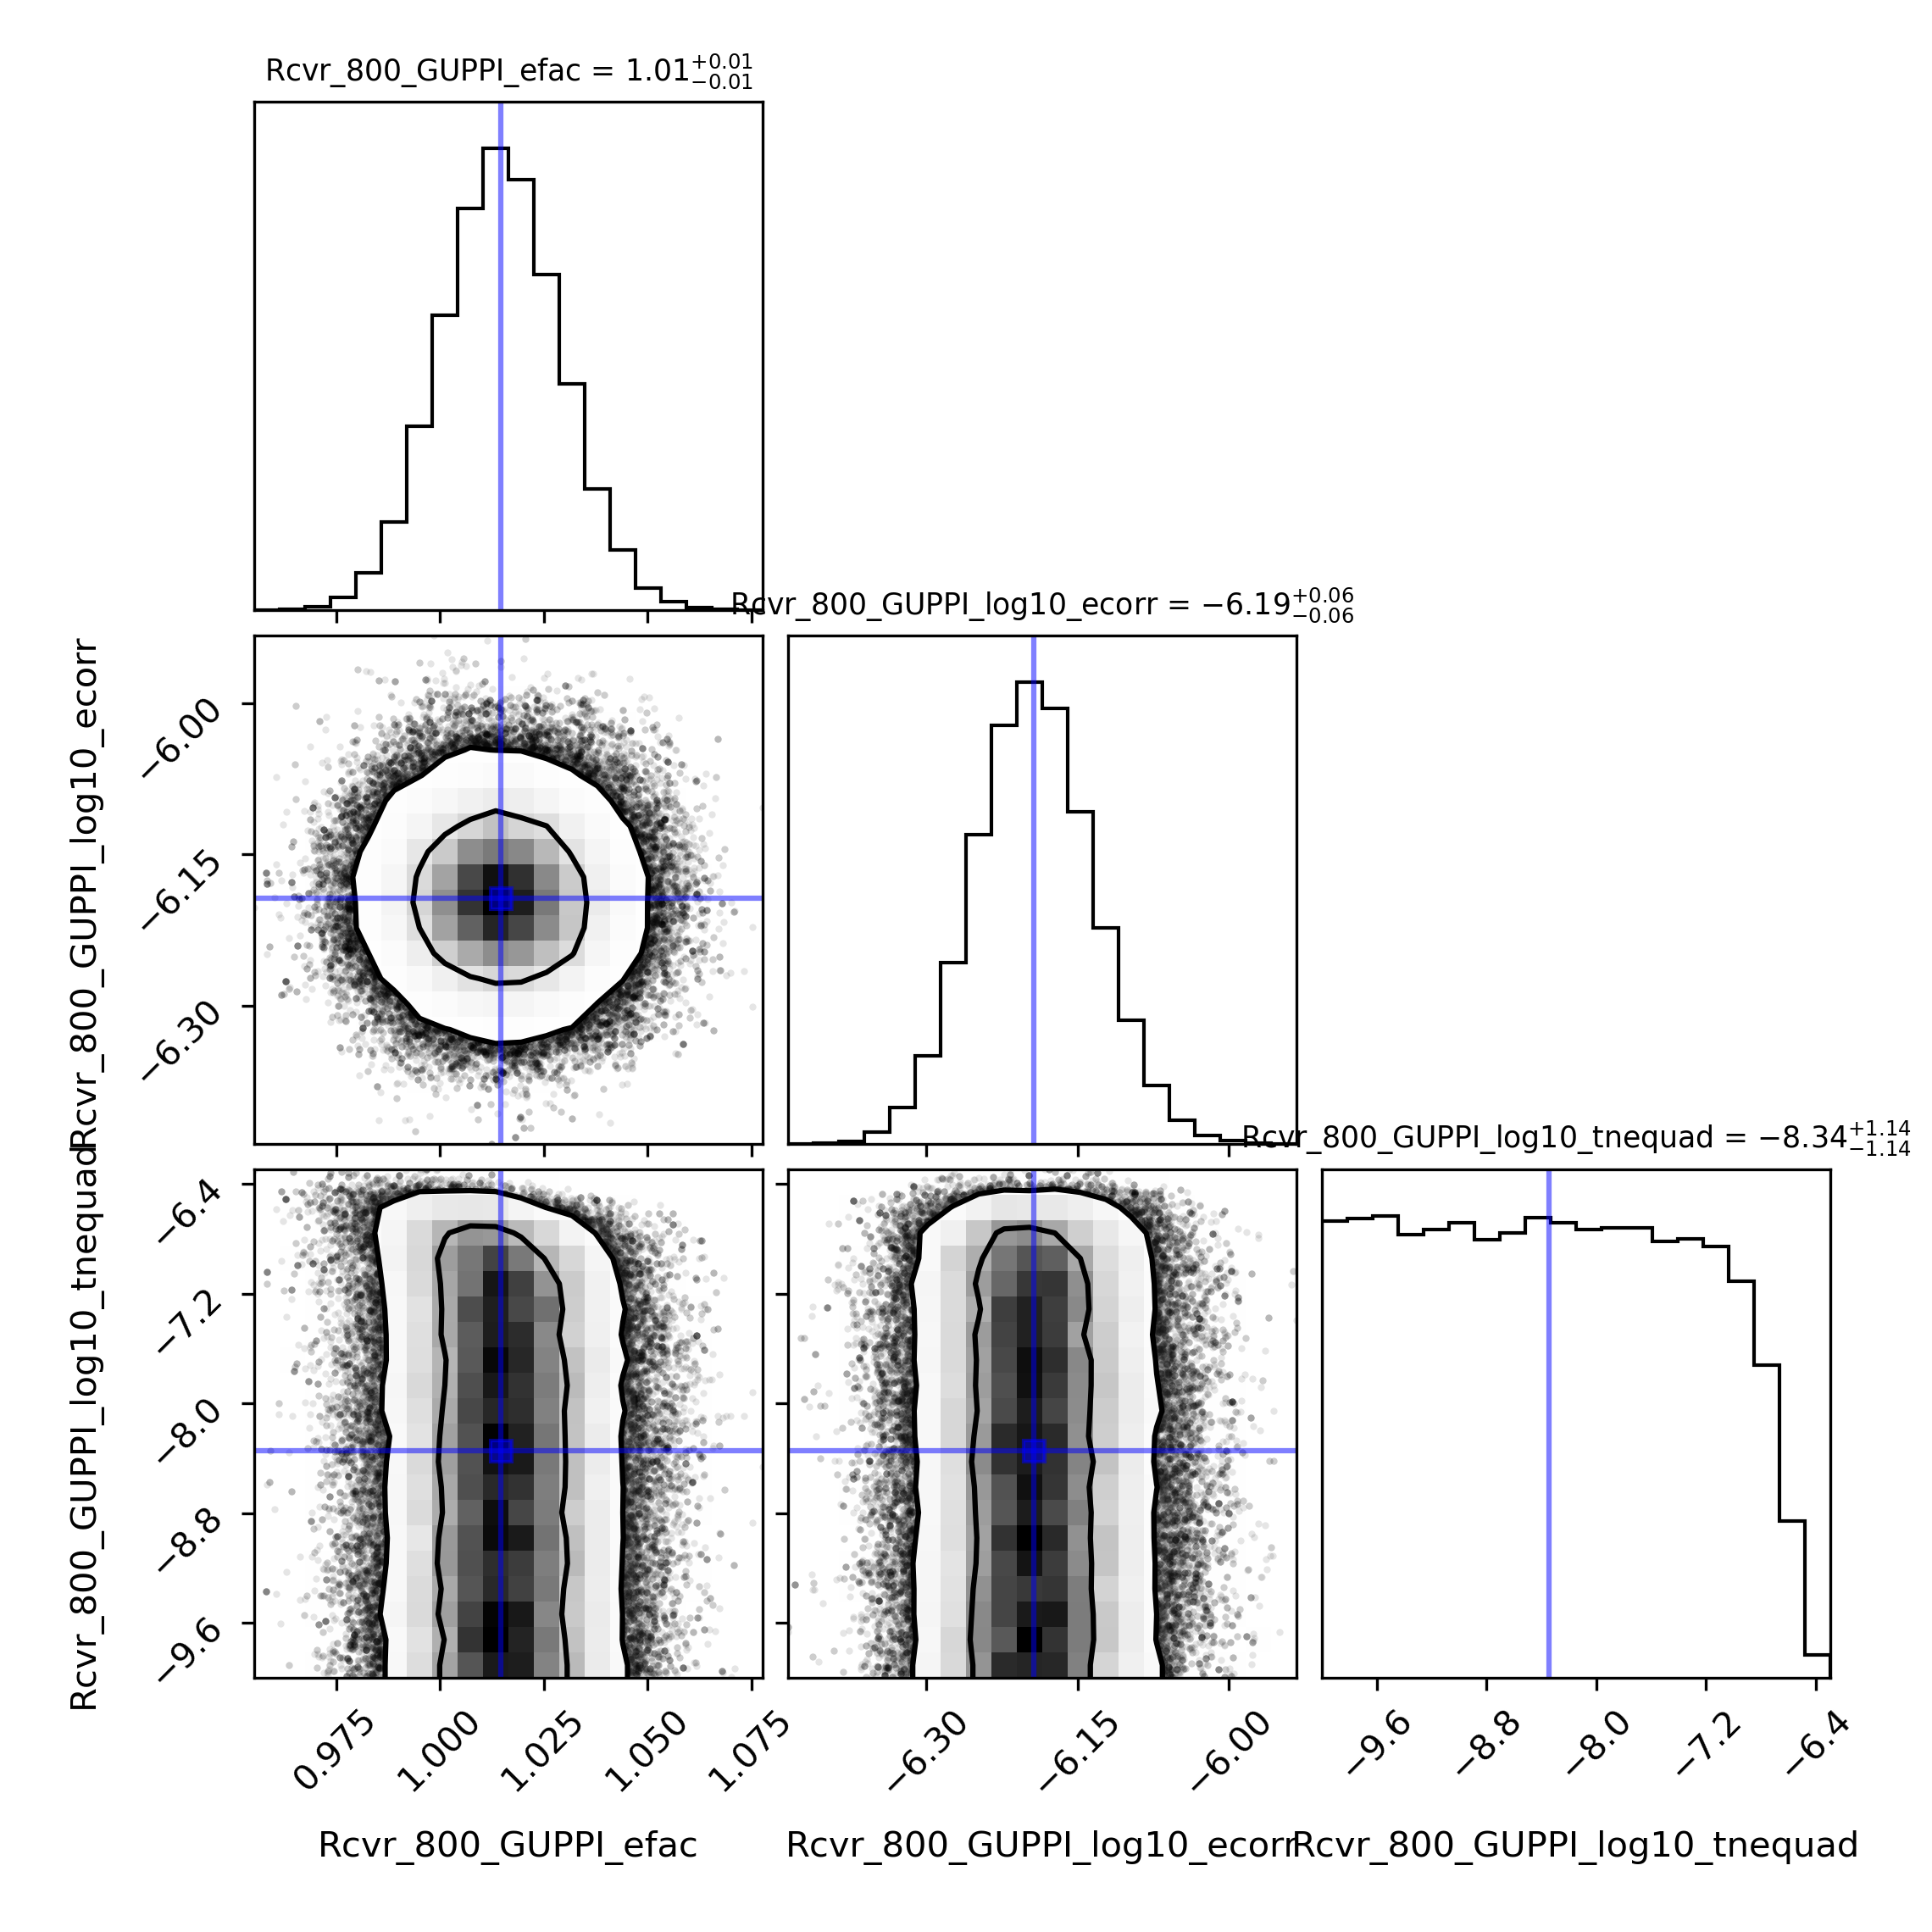 Rcvr_800_GUPPI_efac = 1.01+0.01−0.01
Rcvr_800_GUPPI_log10_ecorr = −6.19+0.06−0.06
Rcvr_800_GUPPI_log10_ecorr
−6.00
−6.15
−6.30
Rcvr_800_GUPPI_log10_tnequad = −8.34+1.14−1.14
Rcvr_800_GUPPI_log10_tnequad
−6.4
−7.2
−8.0
−8.8
−9.6
0.975 1.000 1.025 1.050 1.075
−6.30 −6.15 −6.00
−9.6 −8.8 −8.0 −7.2 −6.4
Rcvr_800_GUPPI_efac
Rcvr_800_GUPPI_log10_ecorr
Rcvr_800_GUPPI_log10_tnequad